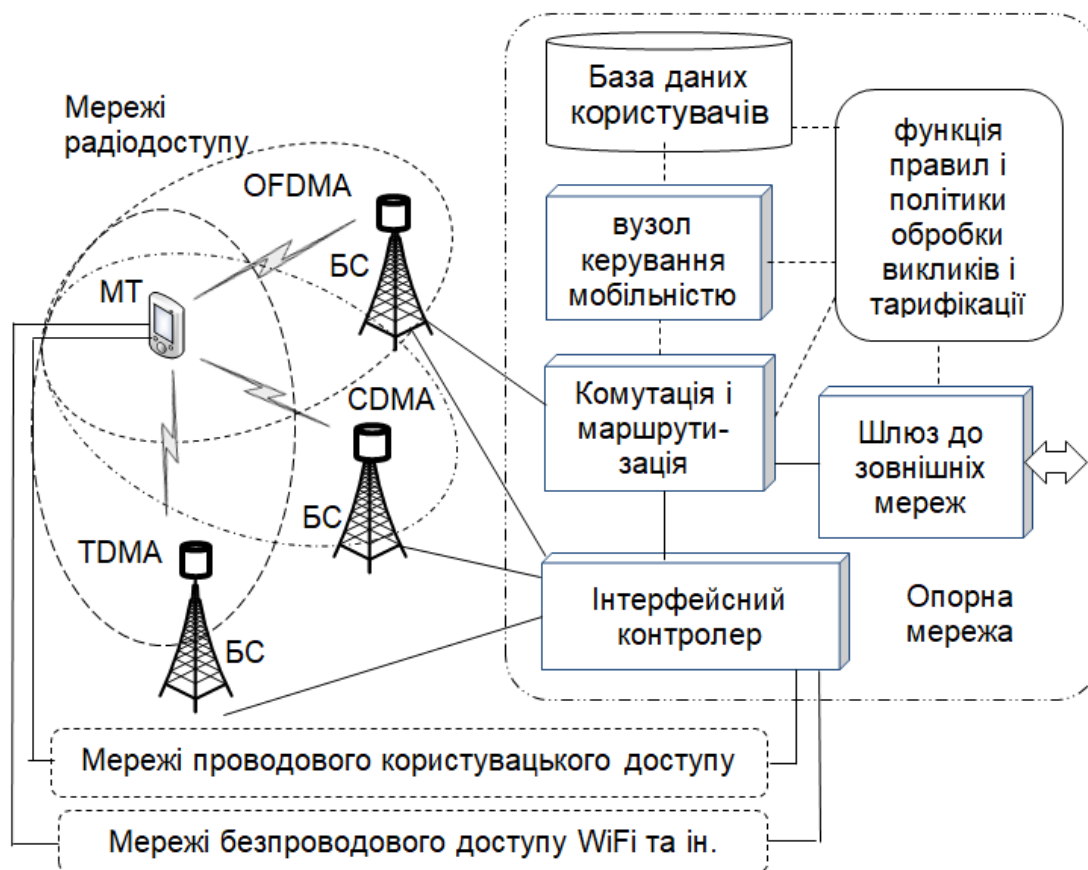 Мережі
радіодоступу
OFDMA
БС
МТ
CDMA
БС
TDMA
БС
База даних
користувачів
функція
правил і
політики
обробки
викликів і
тарифікації
вузол
керування
мобільністю
Комутація і
маршрути-
зація
Шлюз до
зовнішніх
мереж
Інтерфейсний
контролер
Опорна
мережа
Мережі проводового користувацького доступу
Мережі безпроводового доступу WiFi та ін.